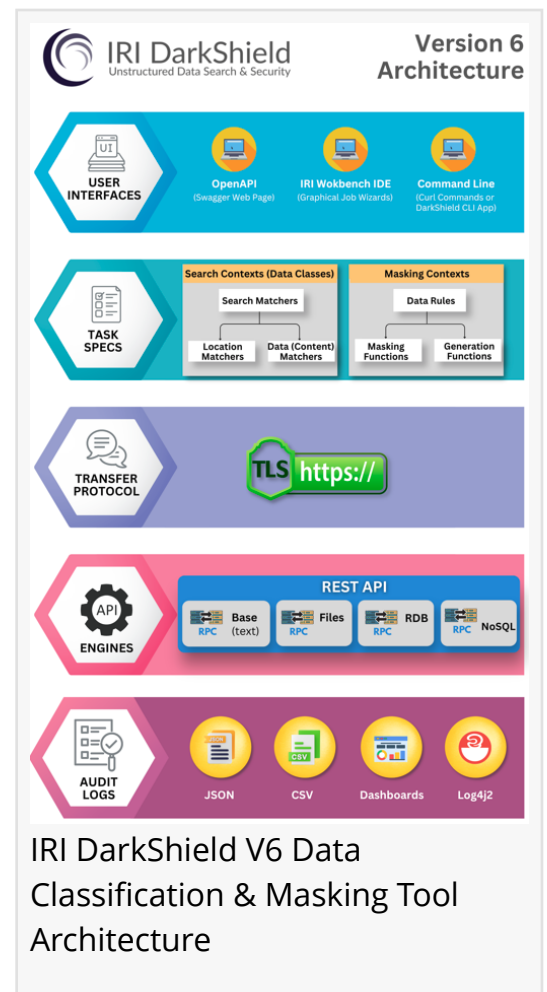 IRI DarkShield
Unstructured Data Search & Security
Version 6
Architecture
UI
USER
INTERFACES
OpenAPI
(Swagger Web Page)
IRI Wokbench IDE
(Graphical Job Wizards)
Command Line
(Curl Commands or
DarkShield CLI App)
TASK
SPECS
Search Contexts (Data Classes)
Search Matchers
Location
Matchers
Data (Content)
Matchers
Masking Contexts
Data Rules
Masking
Functions
Generation
Functions
TRANSFER
PROTOCOL
TLS https://
API
ENGINES
REST API
RPC
Base
(text)
RPC
Files
RPC
RDB
RPC
NoSQL
AUDIT
LOGS
JSON
JSON
CSV
CSV
Dashboards
Log4j2
IRI DarkShield V6 Data
Classification & Masking Tool
Architecture